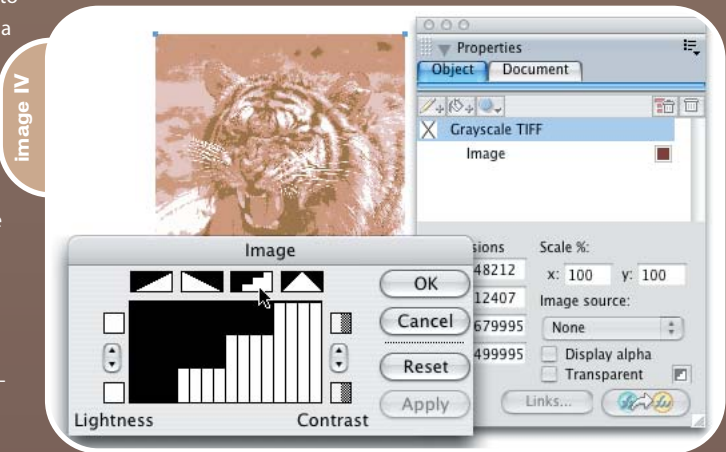 to
a
image IV
e
–
Properties
Object Document
Grayscale TIFF
Image
sions Scale %:
48212 x: 100 y: 100
12407 Image source:
679995 None
499995 Display alpha
Transparent
Links...
Image
OK
Cancel
Reset
Apply
Lightness Contrast